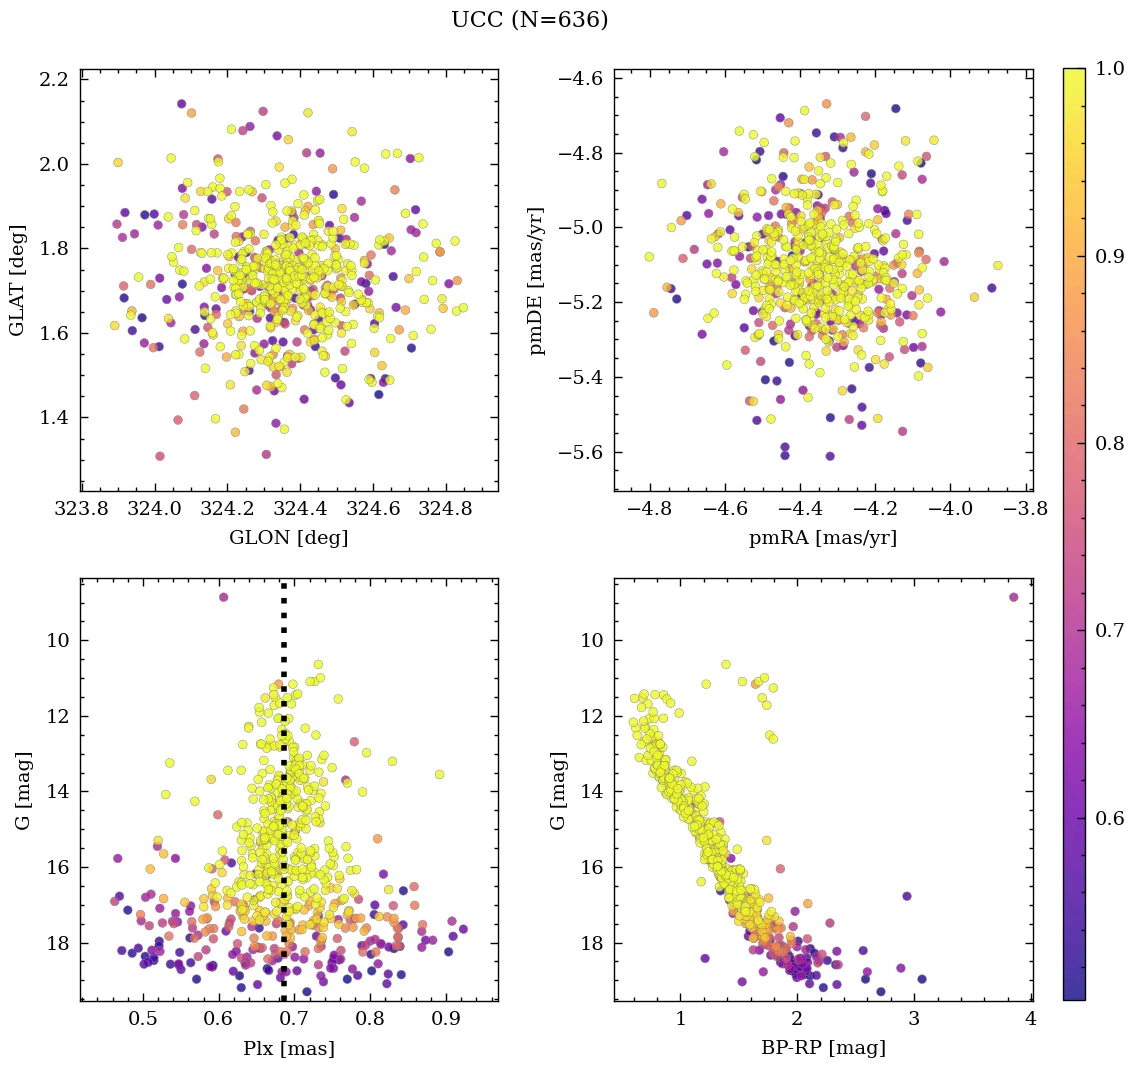 UCC (N=636)
2.2
2.0
1.8
1.6
1.4
GLAT [deg]
323.8 324.0 324.2 324.4 324.6 324.8
GLON [deg]
−4.6
−4.8
−5.0
−5.2
−5.4
−5.6
pmDE [mas/yr]
−4.8 −4.6 −4.4 −4.2 −4.0 −3.8
pmRA [mas/yr]
10
12
14
16
18
G [mag]
0.5 0.6 0.7 0.8 0.9
Plx [mas]
10
12
14
16
18
G [mag]
1 2 3 4
BP-RP [mag]
1.0
0.9
0.8
0.7
0.6